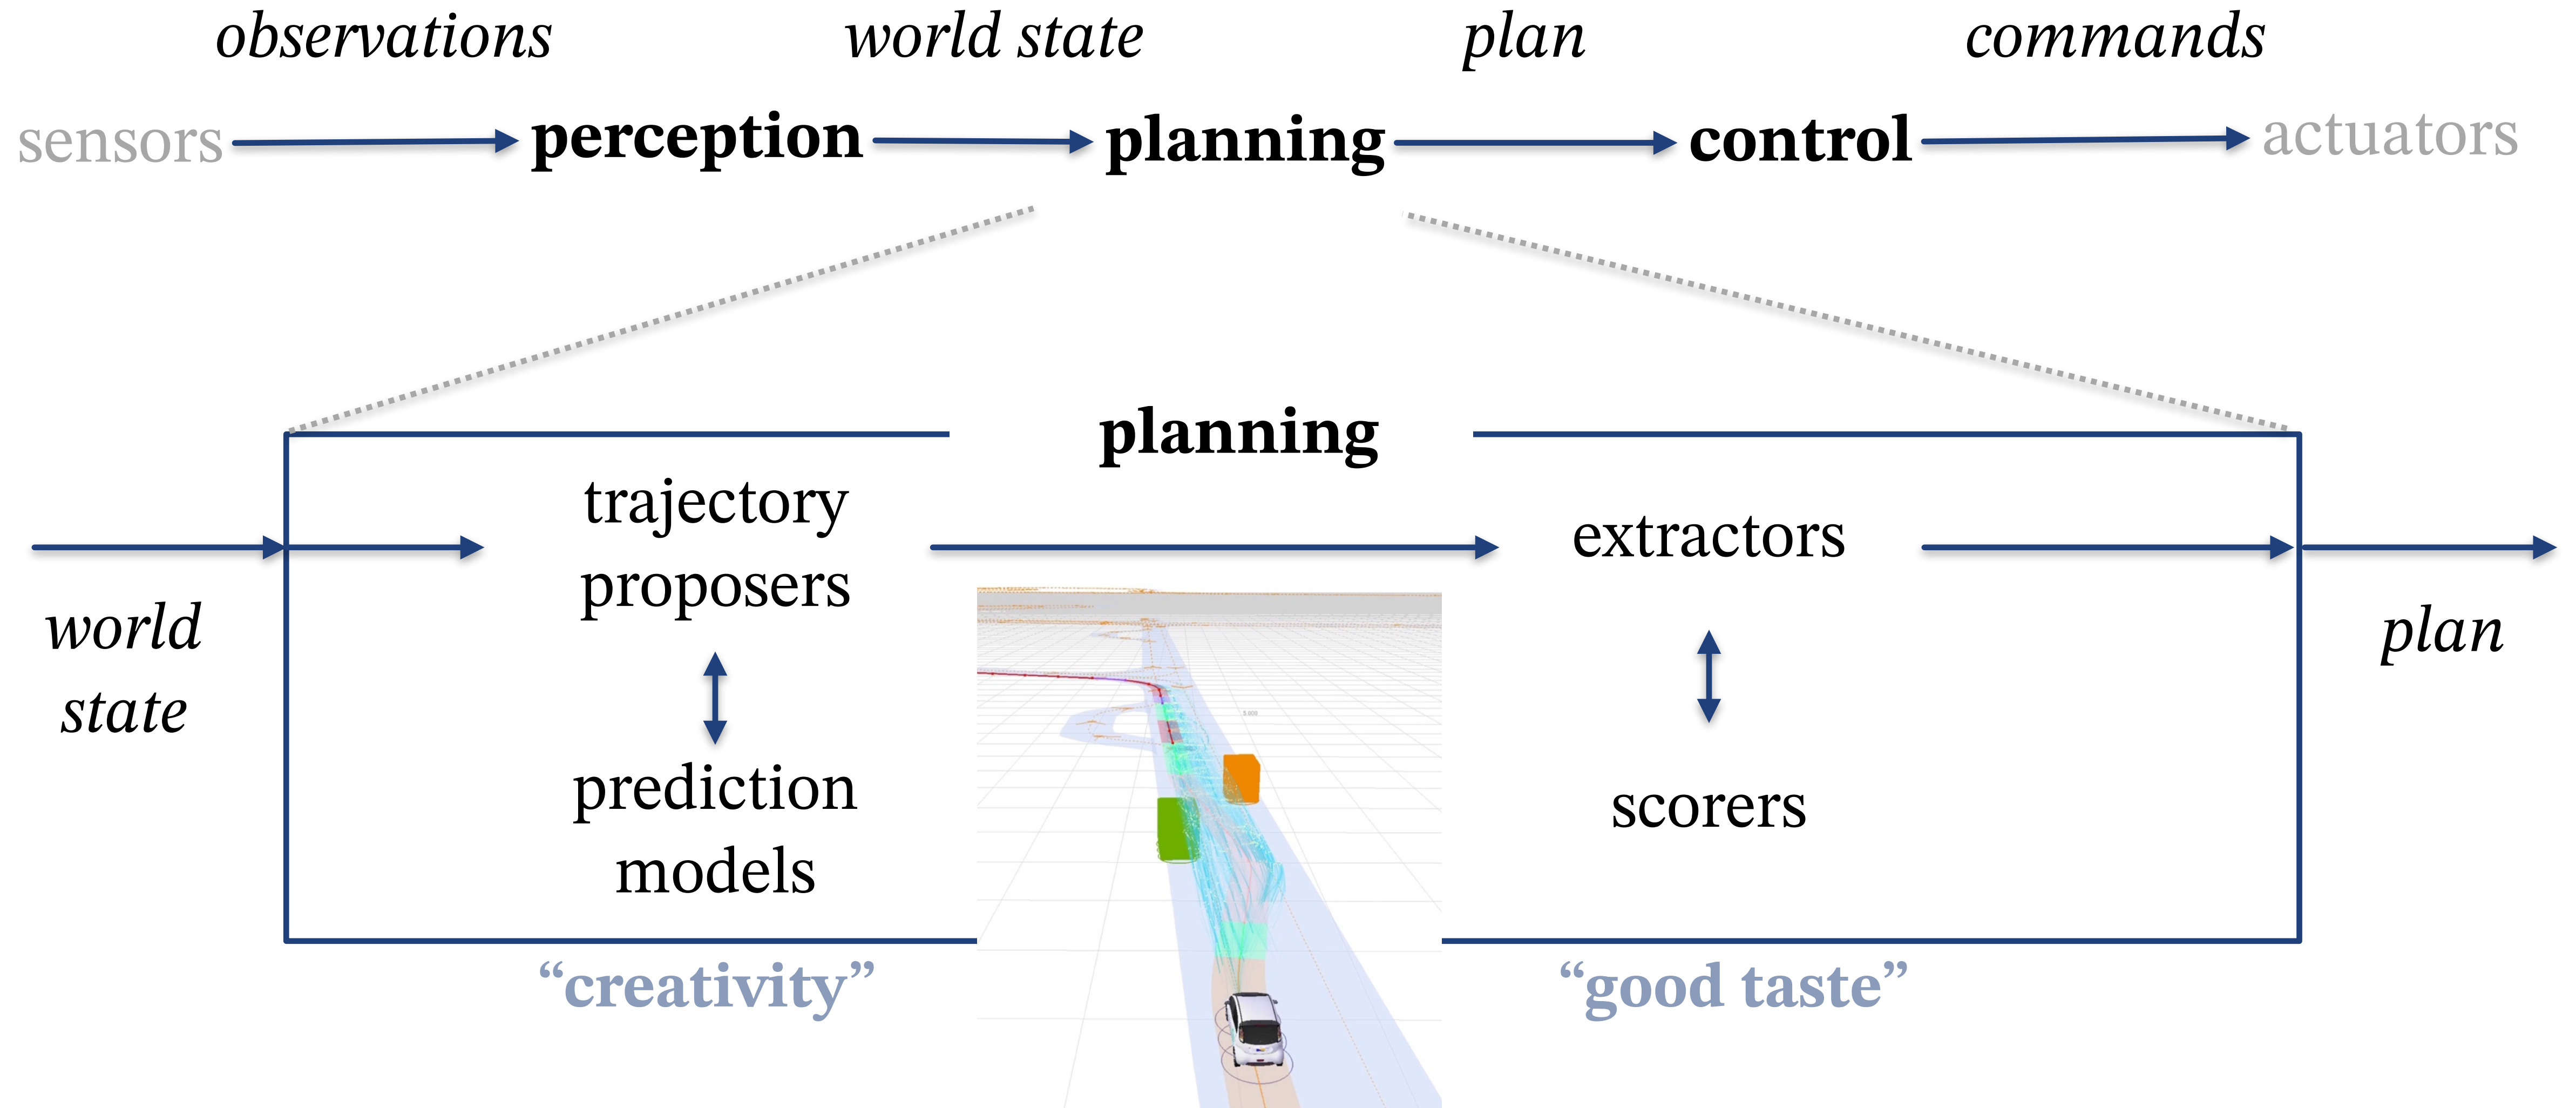 observations world state plan commands
sensors perception planning control actuators
planning
trajectory
proposers
extractors
world
state
plan
prediction
models
scorers
“creativity”
“good taste”